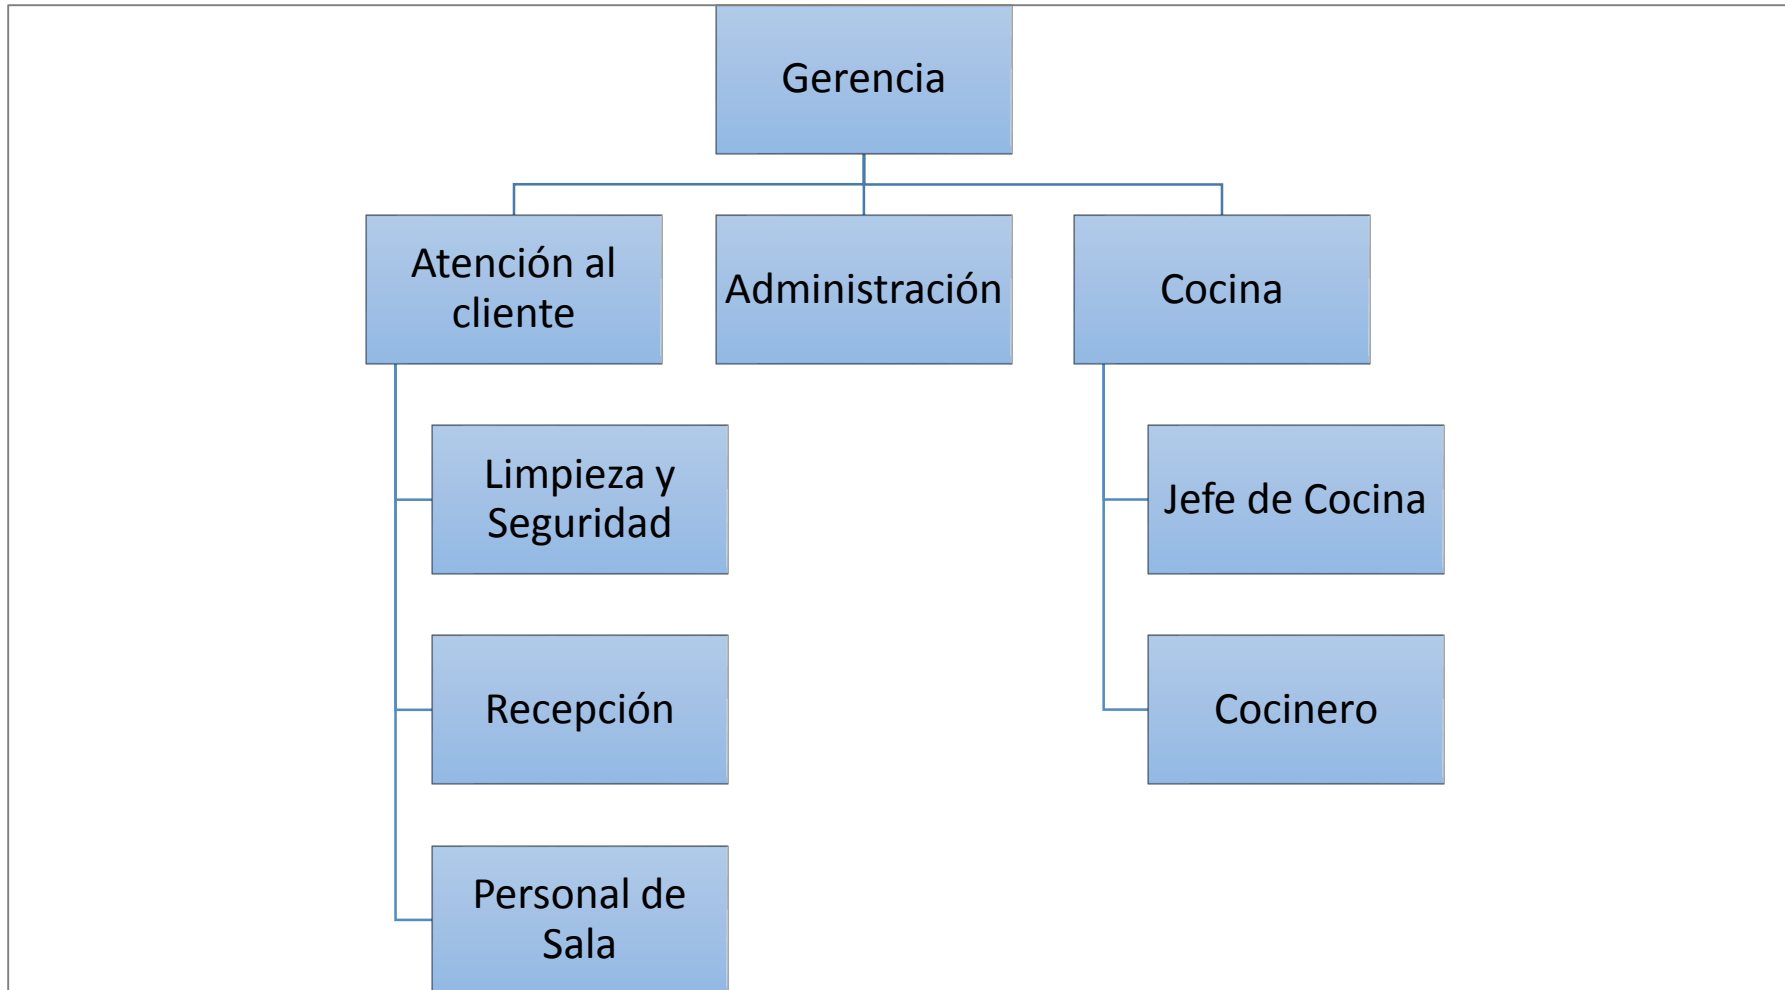 Gerencia
Atención al
cliente
Administración
Cocina
Limpieza y
Seguridad
Jefe de Cocina
Recepción
Cocinero
Personal de
Sala